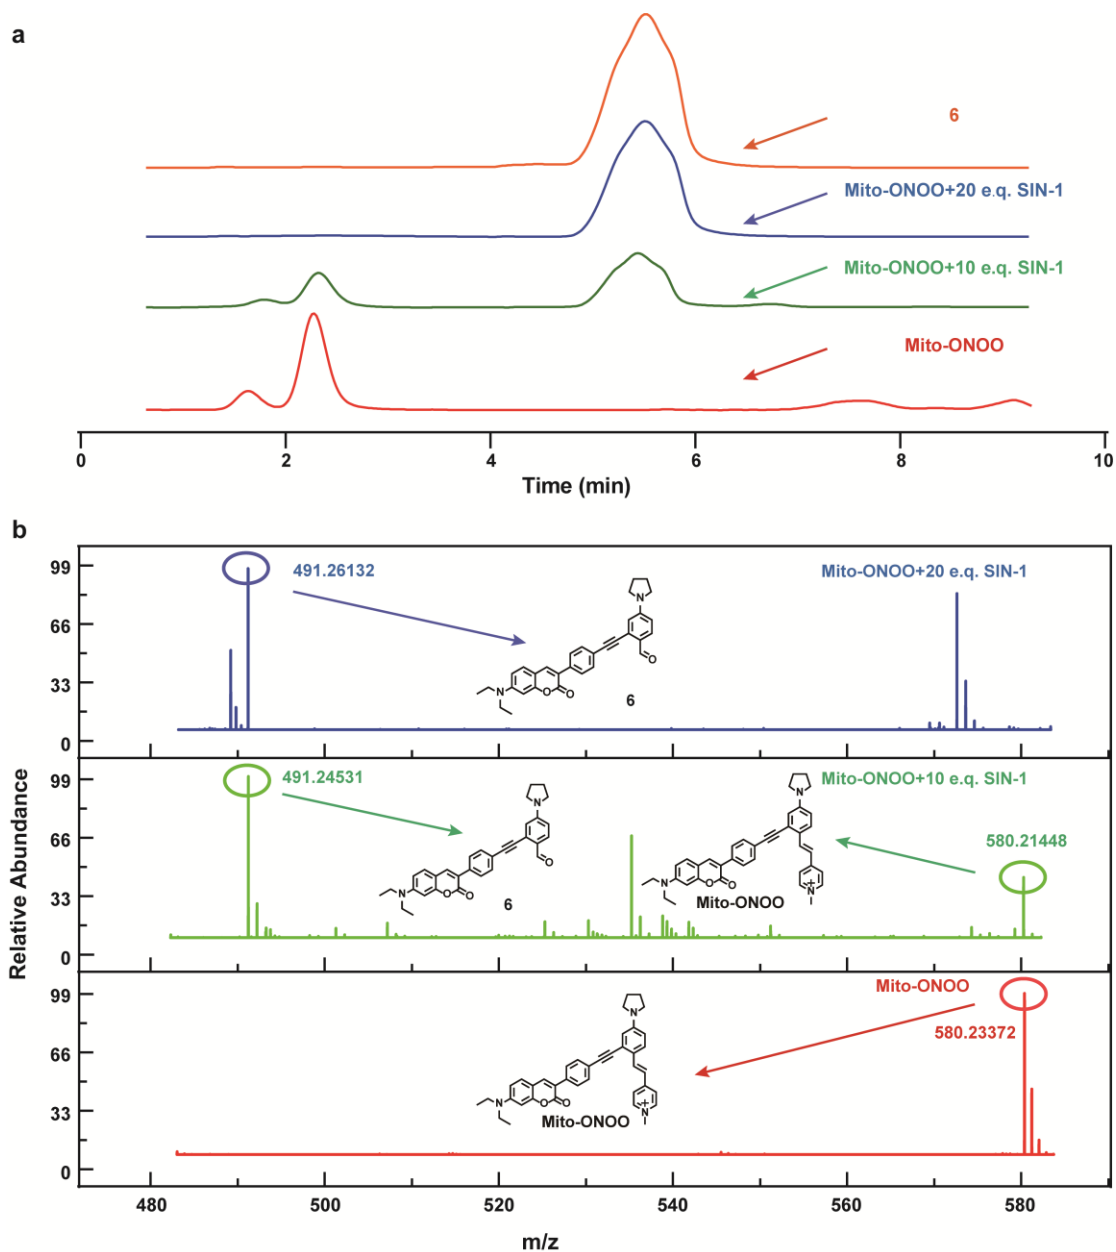 a
6
Mito-ONOO+20 e.q. SIN-1
Mito-ONOO+10 e.q. SIN-1
Mito-ONOO
0 2 4 6 8 10
Time (min)
b
99
491.26132
Mito-ONOO+20 e.q. SIN-1
66
N
O
33
N O O
6
0
99
491.24531
Mito-ONOO+10 e.q. SIN-1
66
N
N
580.21448
O
33
N O O
6
N O O
Mito-ONOO
N+
0
Relative Abundance
99
Mito-ONOO
N
580.23372
66
33
N O O
Mito-ONOO
N+
0
480 500 520 540 560 580
m/z